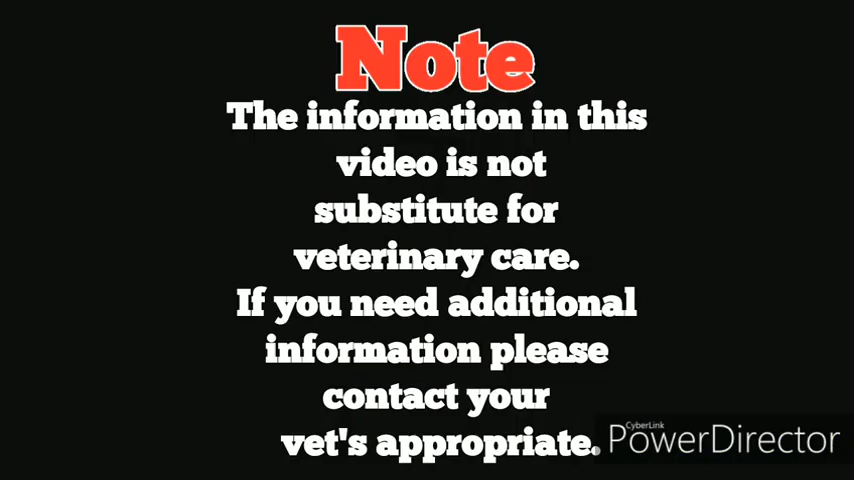 Note
The information in this
video is not
substitute for
veterinary care.
If you need additional
information please
contact your
vet's appropriate.
CyberLink
PowerDirector